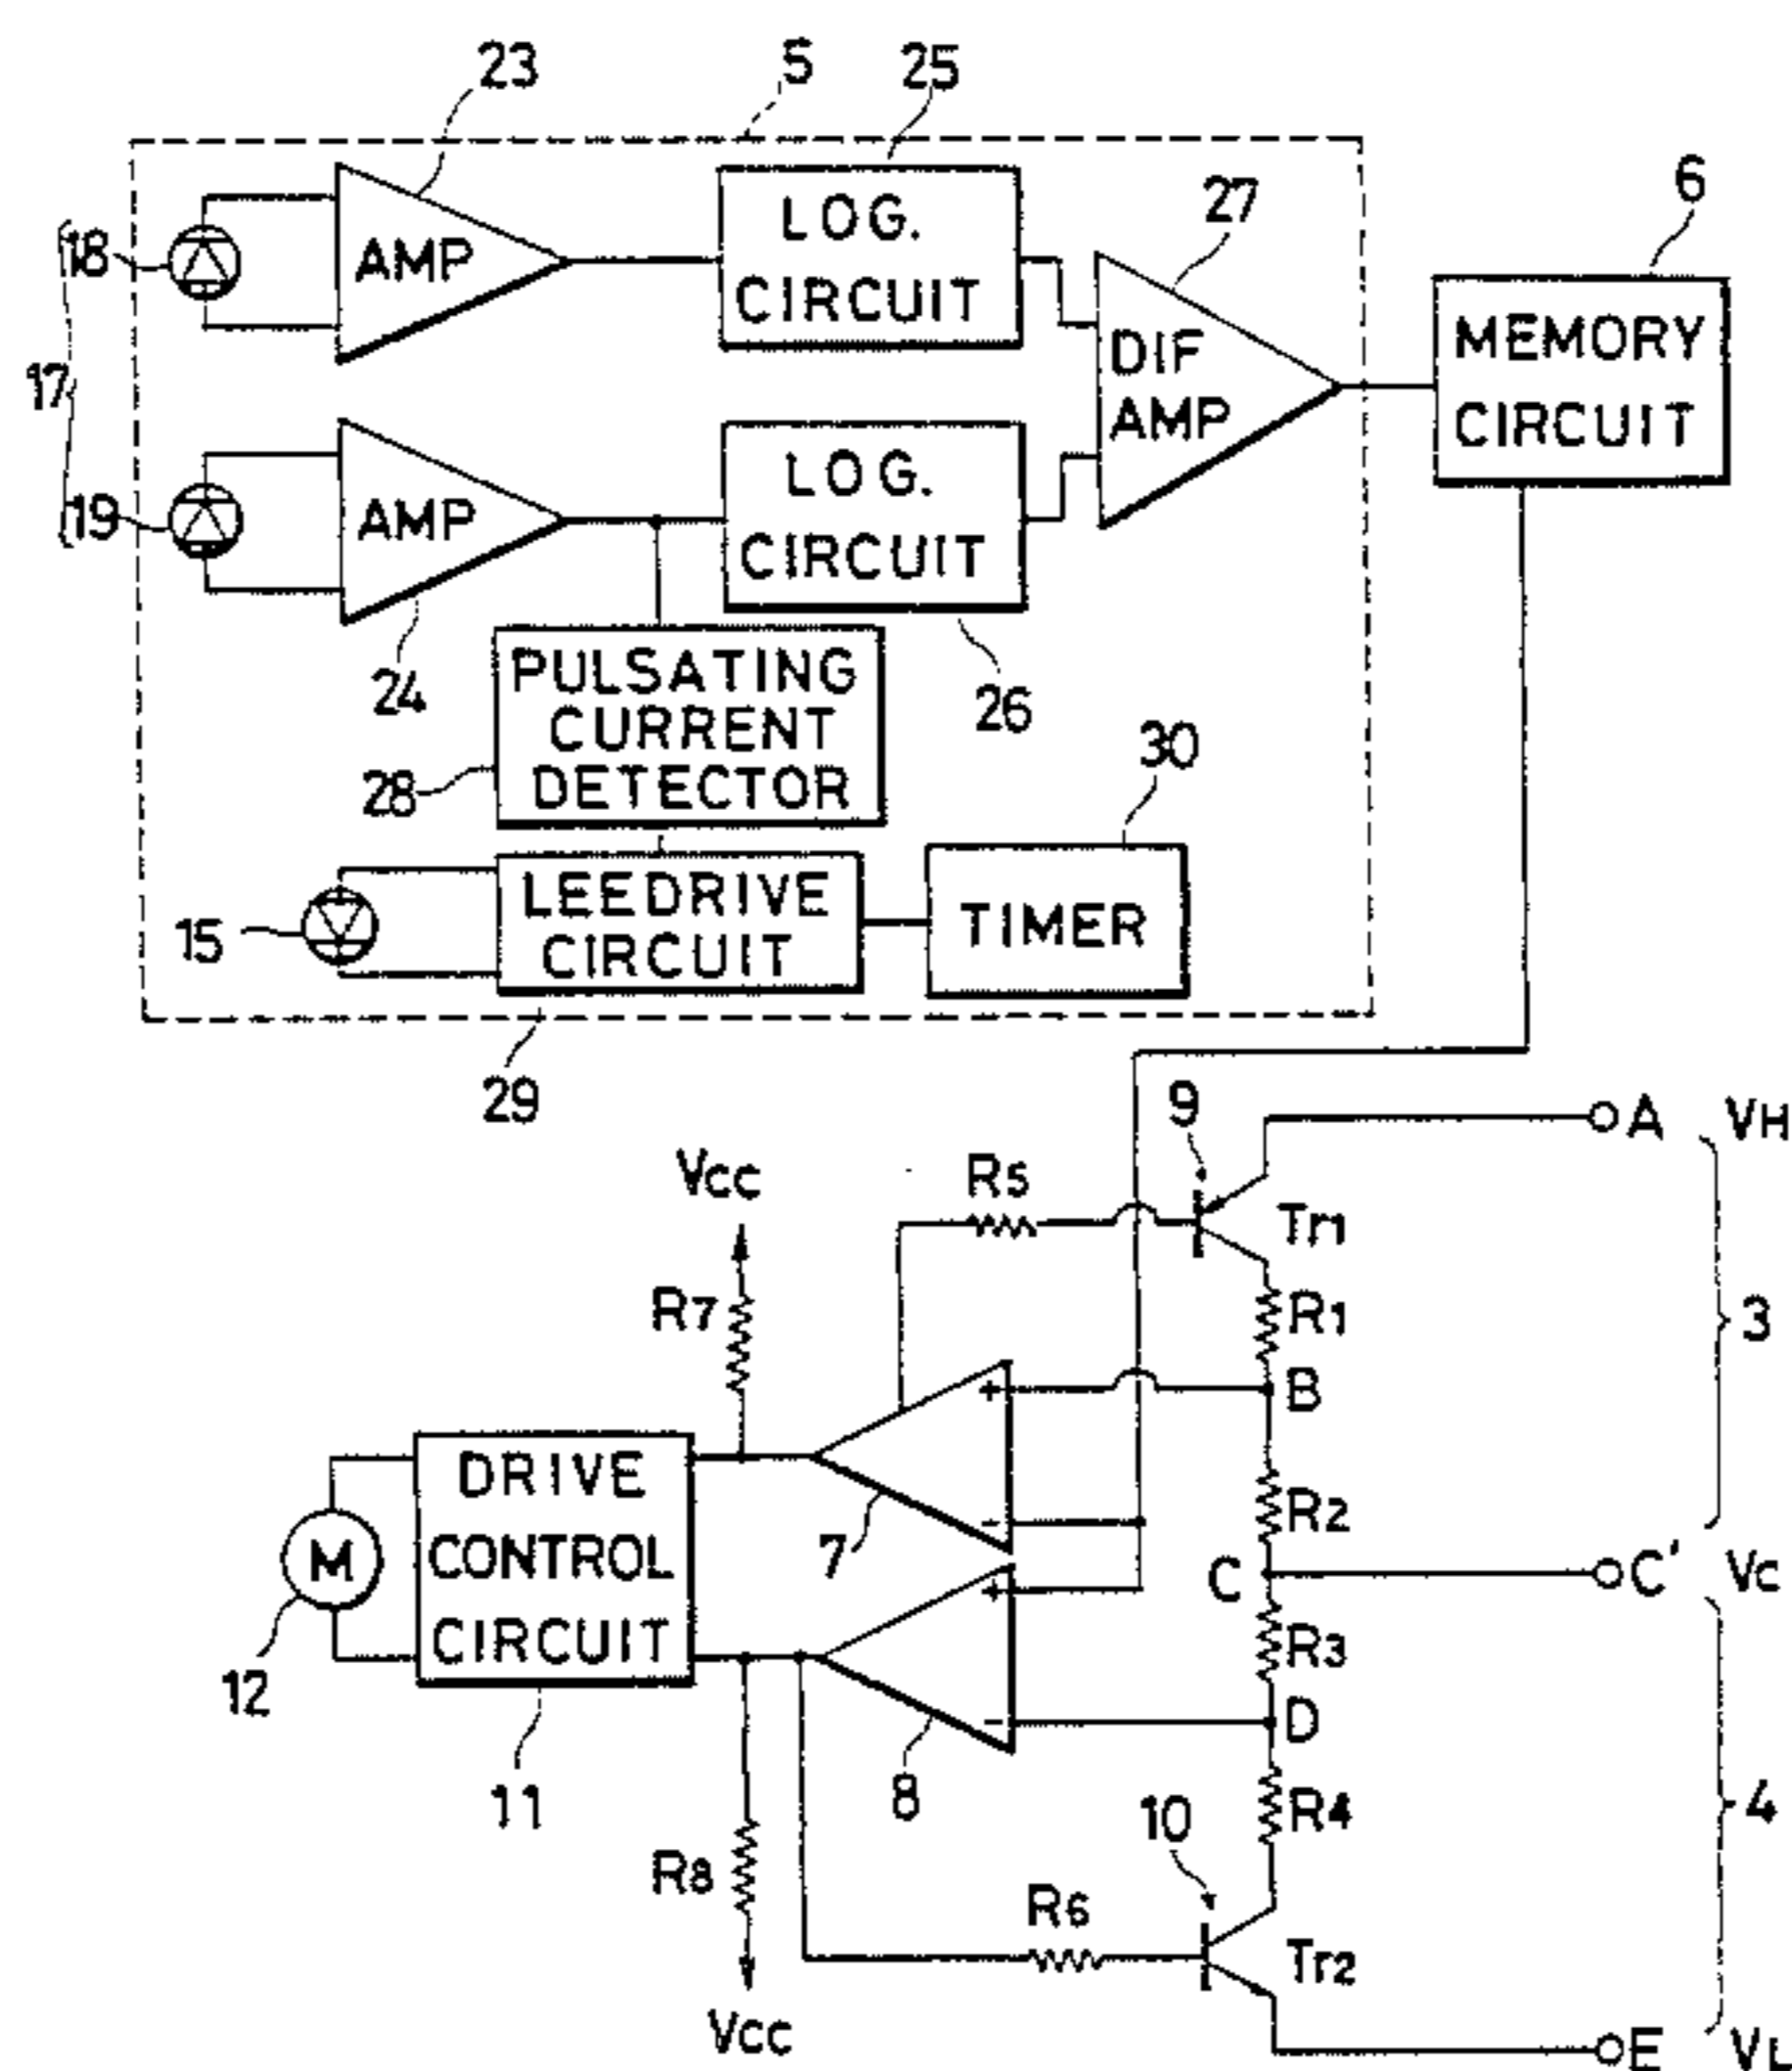 23
S
25
6
27
18
AMP
LOG.
CIRCUIT
DIF
AMP
MEMORY
CIRCUIT
17
19
AMP
LOG.
CIRCUIT
24
26
PULSATING
CURRENT
DETECTOR
28
30
15
LEEDRIVE
CIRCUIT
TIMER
29
9
A VH
Vcc
R5
Tr1
R7
R1
3
+
B
DRIVE
CONTROL
CIRCUIT
M
7
-
R2
+
C
C' Vc
12
R3
-
D
11
8
R4
4
10
R8
R6
Tr2
Vcc
E VL